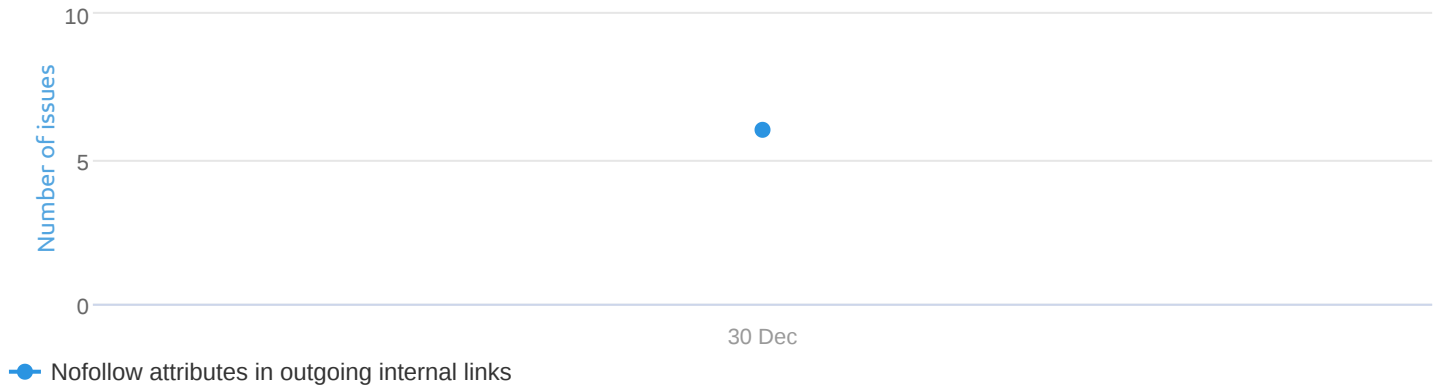 10
Number of issues
5
0
30 Dec
Nofollow attributes in outgoing internal links